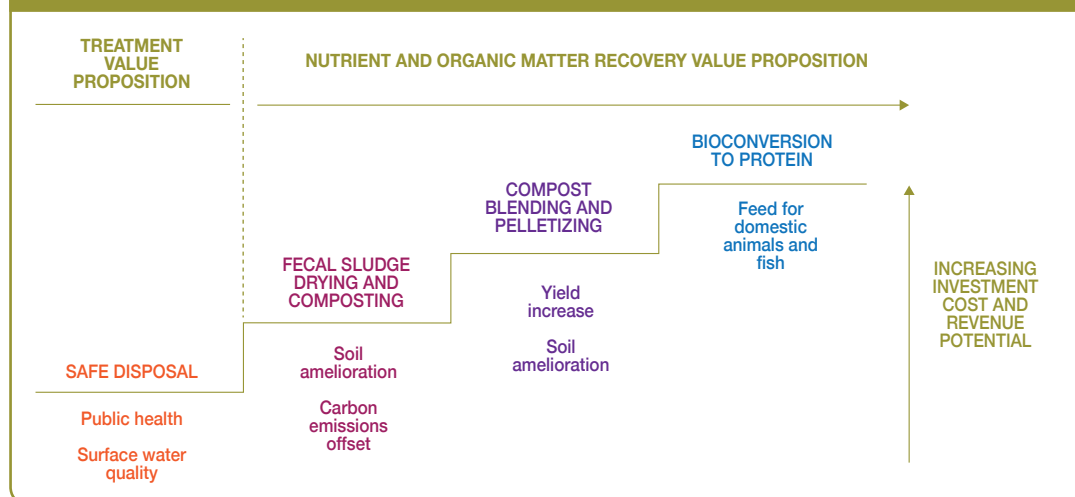 TREATMENT
VALUE
PROPOSITION
NUTRIENT AND ORGANIC MATTER RECOVERY VALUE PROPOSITION
SAFE DISPOSAL
Public health
Surface water
quality
FECAL SLUDGE
DRYING AND
COMPOSTING
Soil
amelioration
Carbon
emissions
offset
COMPOST
BLENDING AND
PELLETIZING
Yield
increase
Soil
amelioration
BIOCONVERSION
TO PROTEIN
Feed for
domestic
animals and
fish
INCREASING
INVESTMENT
COST AND
REVENUE
POTENTIAL